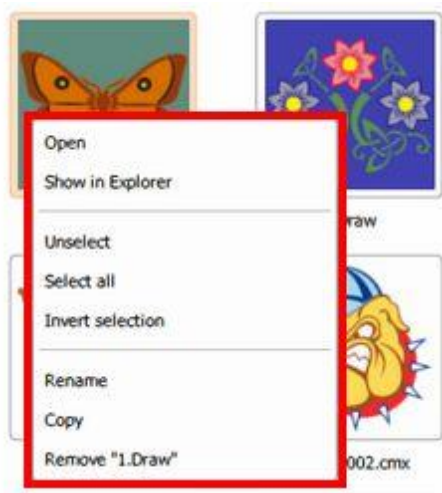 Open
Show in Explorer
raw
Unselect
Select all
Invert selection
Rename
Copy
Remove "1.Draw"
002.cmx